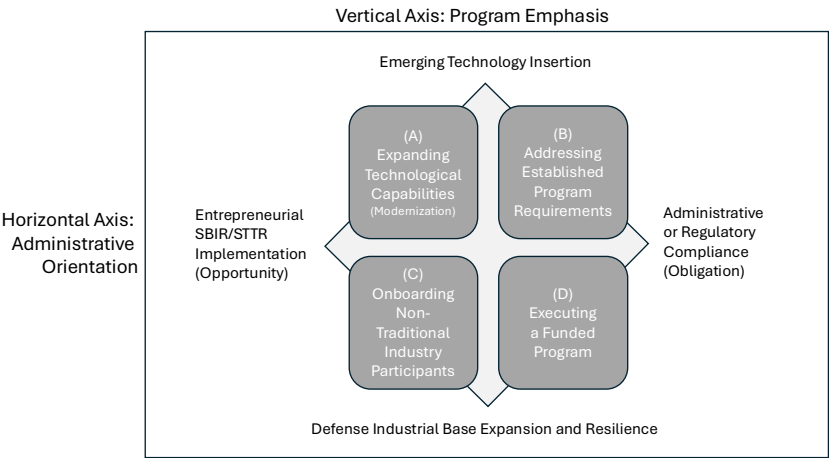 Vertical Axis: Program Emphasis
Emerging Technology Insertion
(A)
Expanding
Technological
Capabilities
(Modernization)
(B)
Addressing
Established
Program
Requirements
Horizontal Axis:
Administrative
Orientation
Entrepreneurial
SBIR/STTR
Implementation
(Opportunity)
Administrative
or Regulatory
Compliance
(Obligation)
(C)
Onboarding
Non-
Traditional
Industry
Participants
(D)
Executing
a Funded
Program
Defense Industrial Base Expansion and Resilience